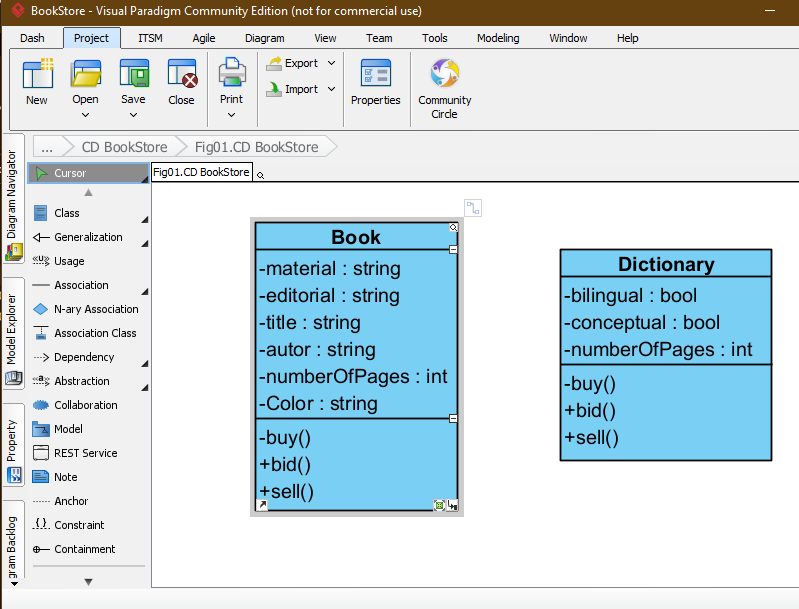 BookStore - Visual Paradigm Community Edition (not for commercial use)
Dash Project ITSM Agile Diagram View Team Tools Modeling Window Help
New Open Save Close Print Export Import Properties Community Circle
... CD BookStore Fig01.CD BookStore
Diagram Navigator
Model Explorer
Property
gram Backlog
Cursor
Class
Generalization
Usage
Association
N-ary Association
Association Class
Dependency
Abstraction
Collaboration
Model
REST Service
Note
Anchor
Constraint
Containment
Fig01.CD BookStore
Book
-material : string
-editorial : string
-title : string
-autor : string
-numberOfPages : int
-Color : string
-buy()
+bid()
+sell()
Dictionary
-bilingual : bool
-conceptual : bool
-numberOfPages : int
-buy()
+bid()
+sell()